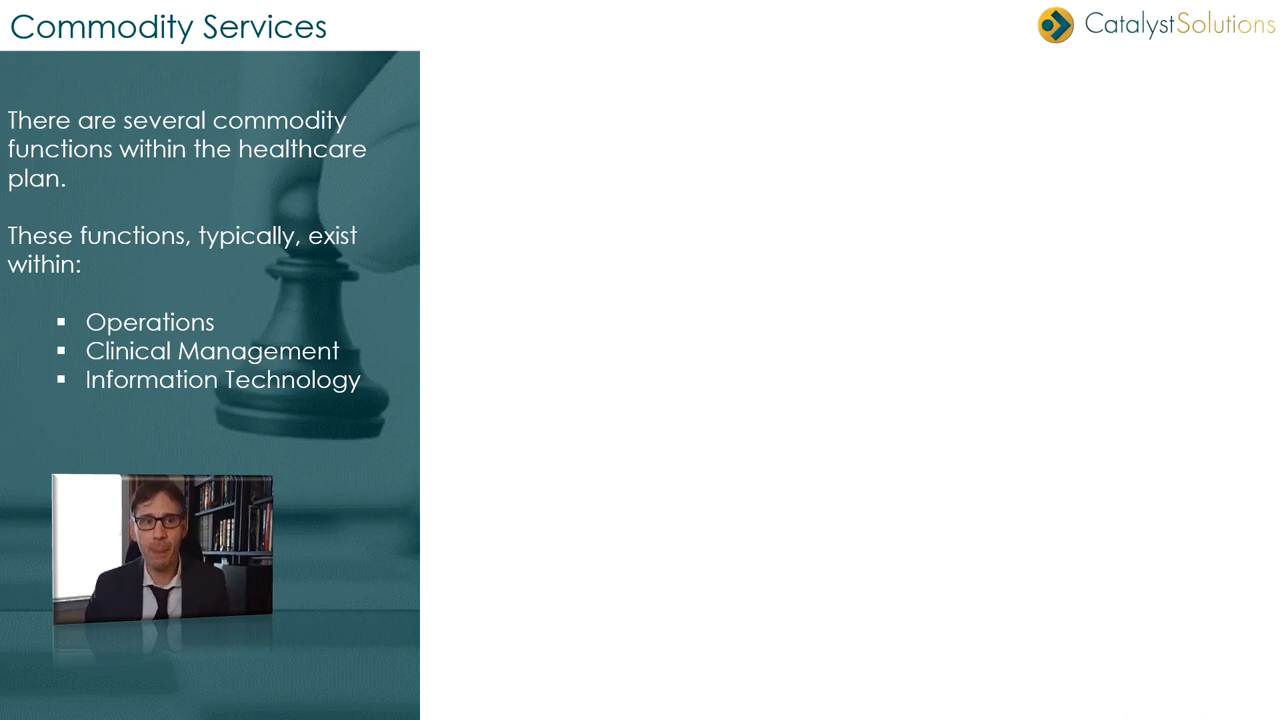 Commodity Services
CatalystSolutions
There are several commodity
functions within the healthcare
plan.
These functions, typically, exist
within:
▪ Operations
▪ Clinical Management
▪ Information Technology